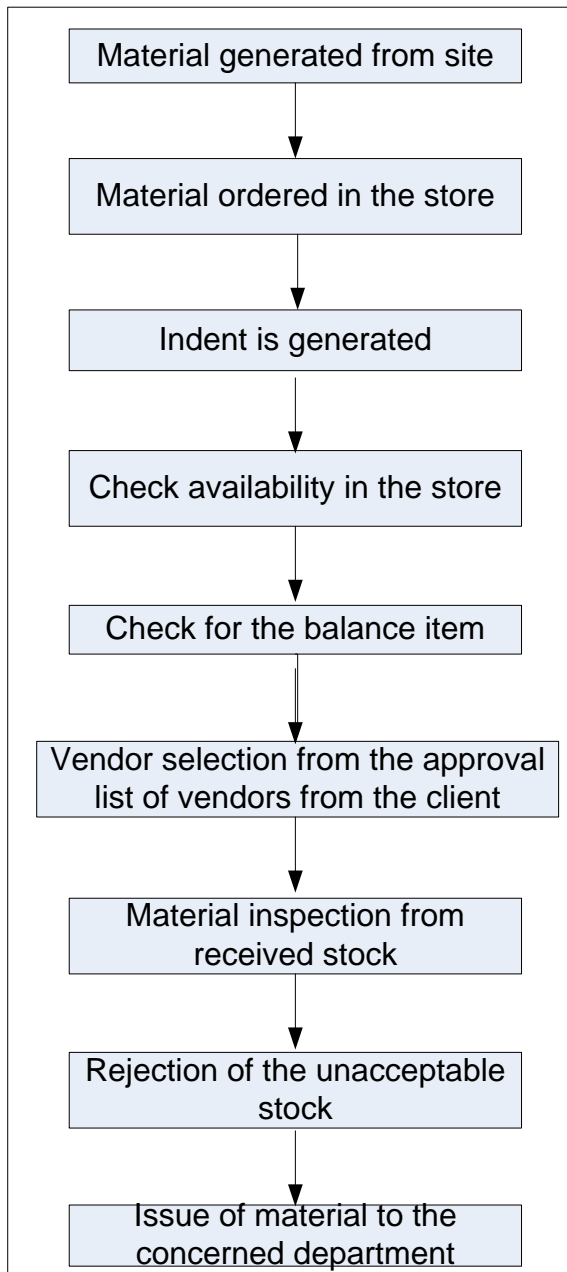 Material generated from site
Material ordered in the store
Indent is generated
Check availability in the store
Check for the balance item
Vendor selection from the approval
list of vendors from the client
Material inspection from
received stock
Rejection of the unacceptable
stock
Issue of material to the
concerned department